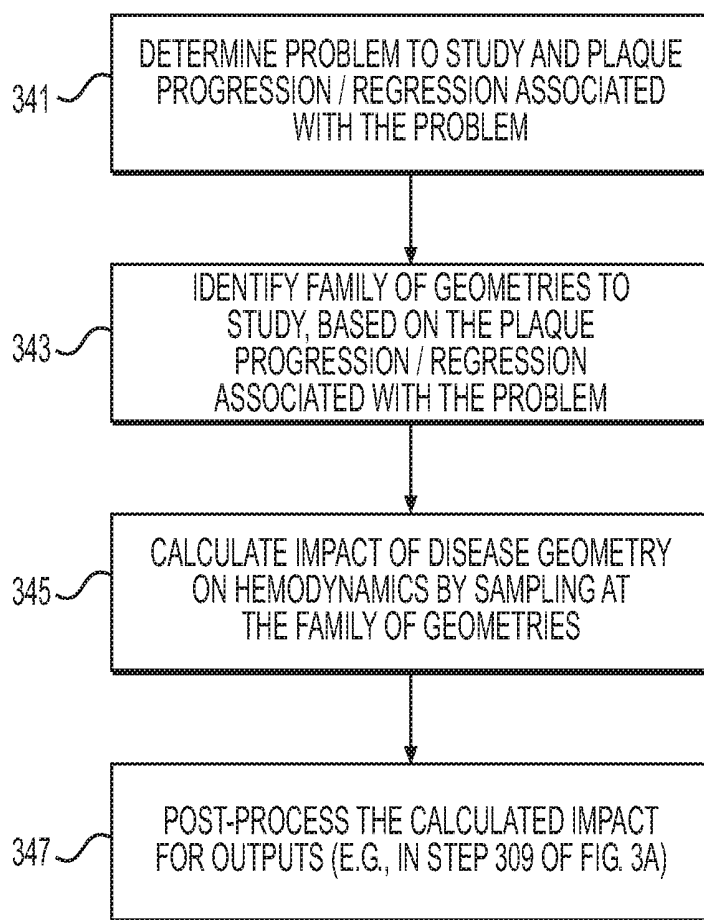 341
DETERMINE PROBLEM TO STUDY AND PLAQUE
PROGRESSION / REGRESSION ASSOCIATED
WITH THE PROBLEM
343
IDENTIFY FAMILY OF GEOMETRIES TO
STUDY, BASED ON THE PLAQUE
PROGRESSION / REGRESSION
ASSOCIATED WITH THE PROBLEM
345
CALCULATE IMPACT OF DISEASE GEOMETRY
ON HEMODYNAMICS BY SAMPLING AT
THE FAMILY OF GEOMETRIES
347
POST-PROCESS THE CALCULATED IMPACT
FOR OUTPUTS (E.G., IN STEP 309 OF FIG. 3A)